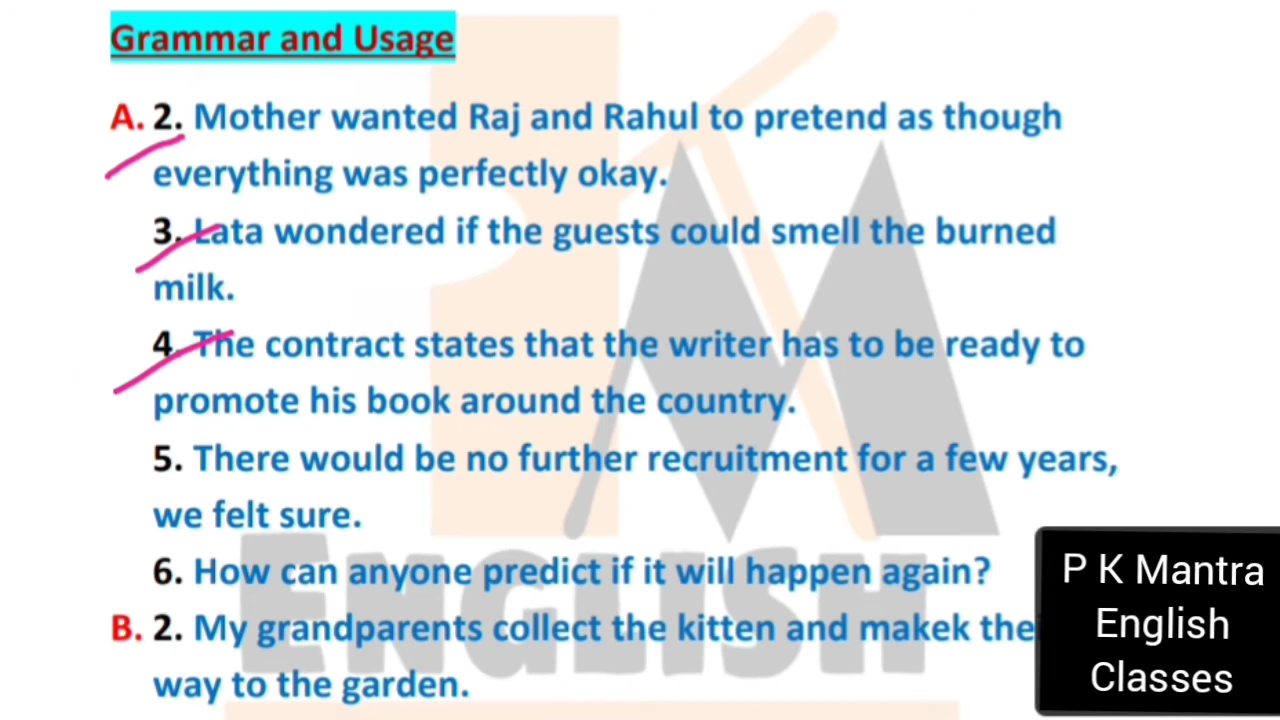 Grammar and Usage
A. 2. Mother wanted Raj and Rahul to pretend as though
everything was perfectly okay.
3. Lata wondered if the guests could smell the burned
milk.
4. The contract states that the writer has to be ready to
promote his book around the country.
5. There would be no further recruitment for a few years,
we felt sure.
6. How can anyone predict if it will happen again?
B. 2. My grandparents collect the kitten and makek
way to the garden.
ENGLISH
P K Mantra
English
Classes